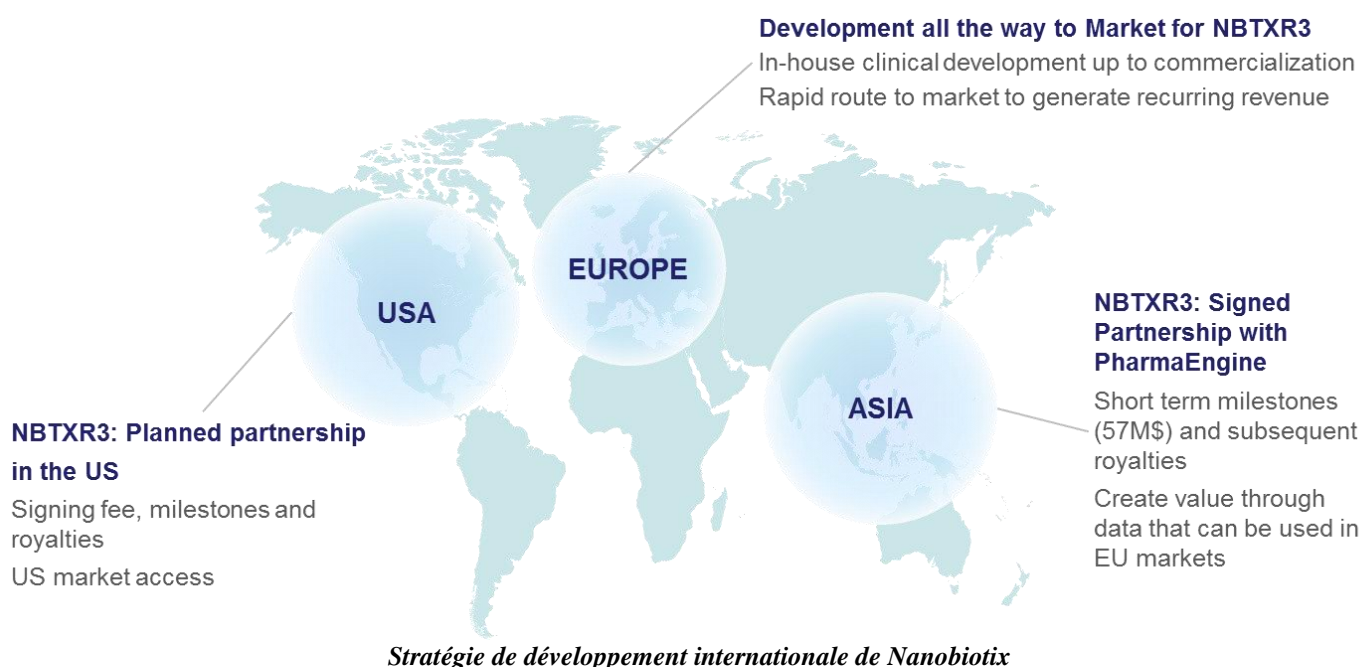 Development all the way to Market for NBTXR3
In-house clinical development up to commercialization
Rapid route to market to generate recurring revenue
USA
EUROPE
ASIA
NBTXR3: Signed
Partnership with
PharmaEngine
Short term milestones
(57M$) and subsequent
royalties
Create value through
data that can be used in
EU markets
NBTXR3: Planned partnership
in the US
Signing fee, milestones and
royalties
US market access
Stratégie de développement internationale de Nanobiotix